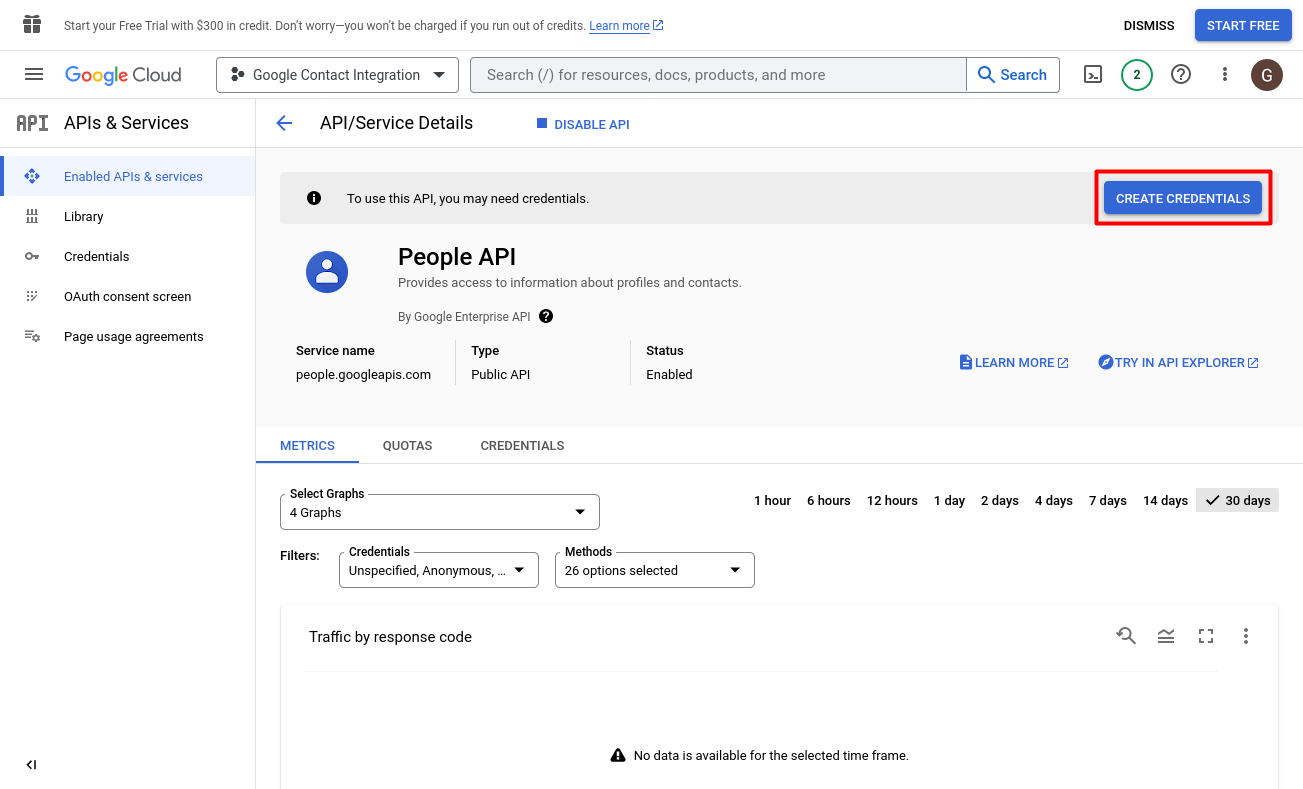 Start your Free Trial with $300 in credit. Don’t worry—you won’t be charged if you run out of credits. Learn more
DISMISS
START FREE
Google Cloud
Google Contact Integration
Search (/) for resources, docs, products, and more
Search
2
G
API
APIs & Services
API/Service Details
DISABLE API
Enabled APIs & services
Library
Credentials
OAuth consent screen
Page usage agreements
To use this API, you may need credentials.
CREATE CREDENTIALS
People API
Provides access to information about profiles and contacts.
By Google Enterprise API
Service name
people.googleapis.com
Type
Public API
Status
Enabled
LEARN MORE
TRY IN API EXPLORER
METRICS
QUOTAS
CREDENTIALS
Select Graphs
4 Graphs
1 hour
6 hours
12 hours
1 day
2 days
4 days
7 days
14 days
30 days
Filters:
Credentials
Unspecified, Anonymous, ...
Methods
26 options selected
Traffic by response code
No data is available for the selected time frame.